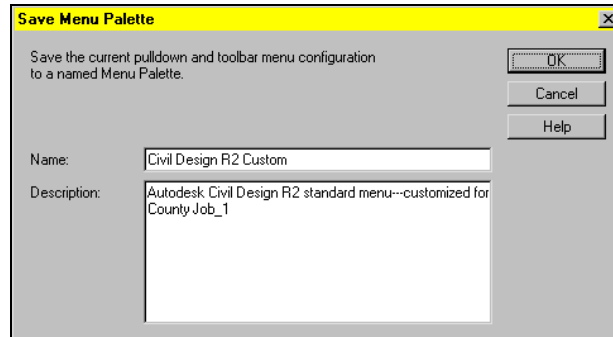 Save Menu Palette
Save the current pulldown and toolbar menu configuration
to a named Menu Palette.
OK
Cancel
Help
Name:
Civil Design R2 Custom
Description:
Autodesk Civil Design R2 standard menu---customized for
County Job_1